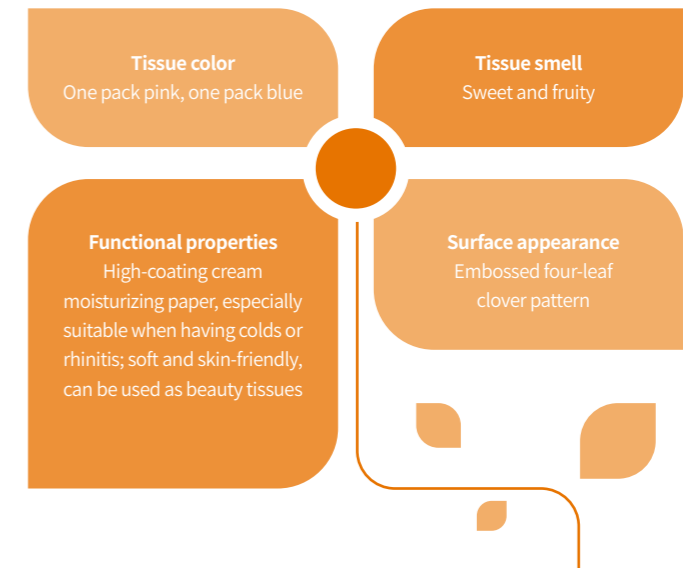 Tissue color
One pack pink, one pack blue
Tissue smell
Sweet and fruity
Functional properties
High-coating cream
moisturizing paper, especially
suitable when having colds or
rhinitis; soft and skin-friendly,
can be used as beauty tissues
Surface appearance
Embossed four-leaf
clover pattern